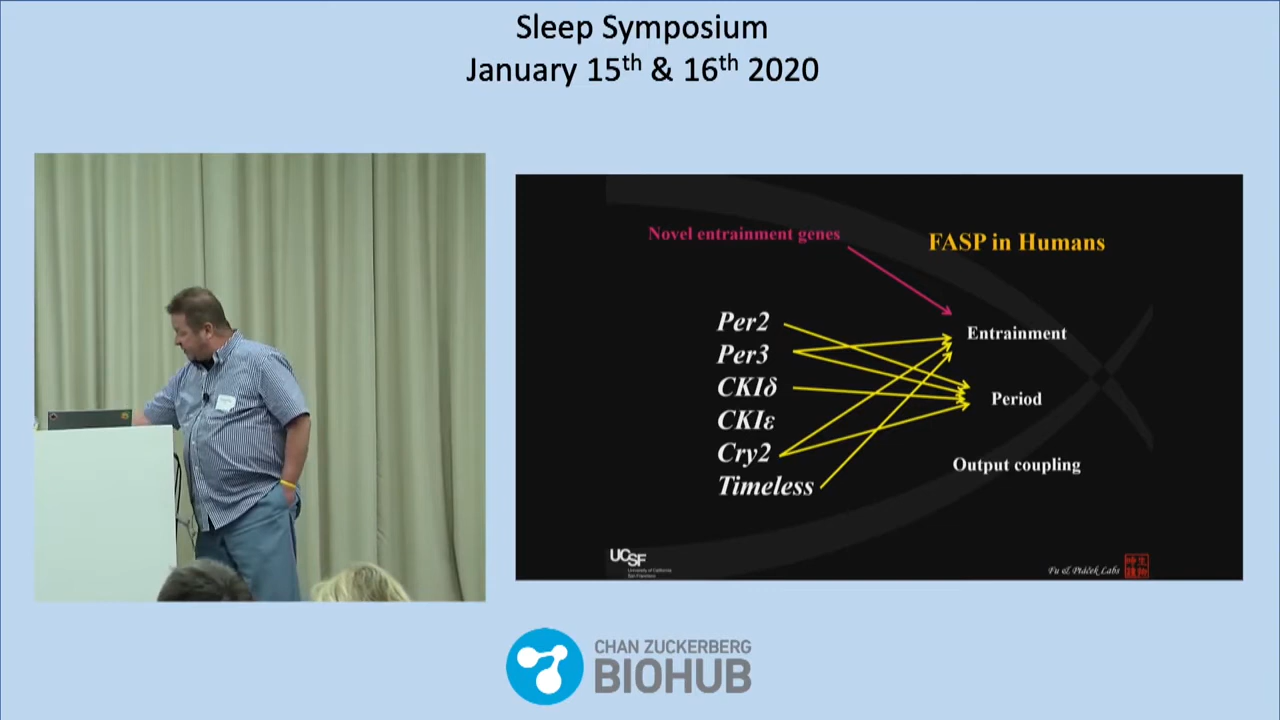 Sleep Symposium
January 15th & 16th 2020
Novel entrainment genes
FASP in Humans
Per2
Per3
CKIδ
CKIε
Cry2
Timeless
Entrainment
Period
Output coupling
UCSF
University of California
San Francisco
Fu & Ptáček Labs
CHAN ZUCKERBERG
BIOHUB